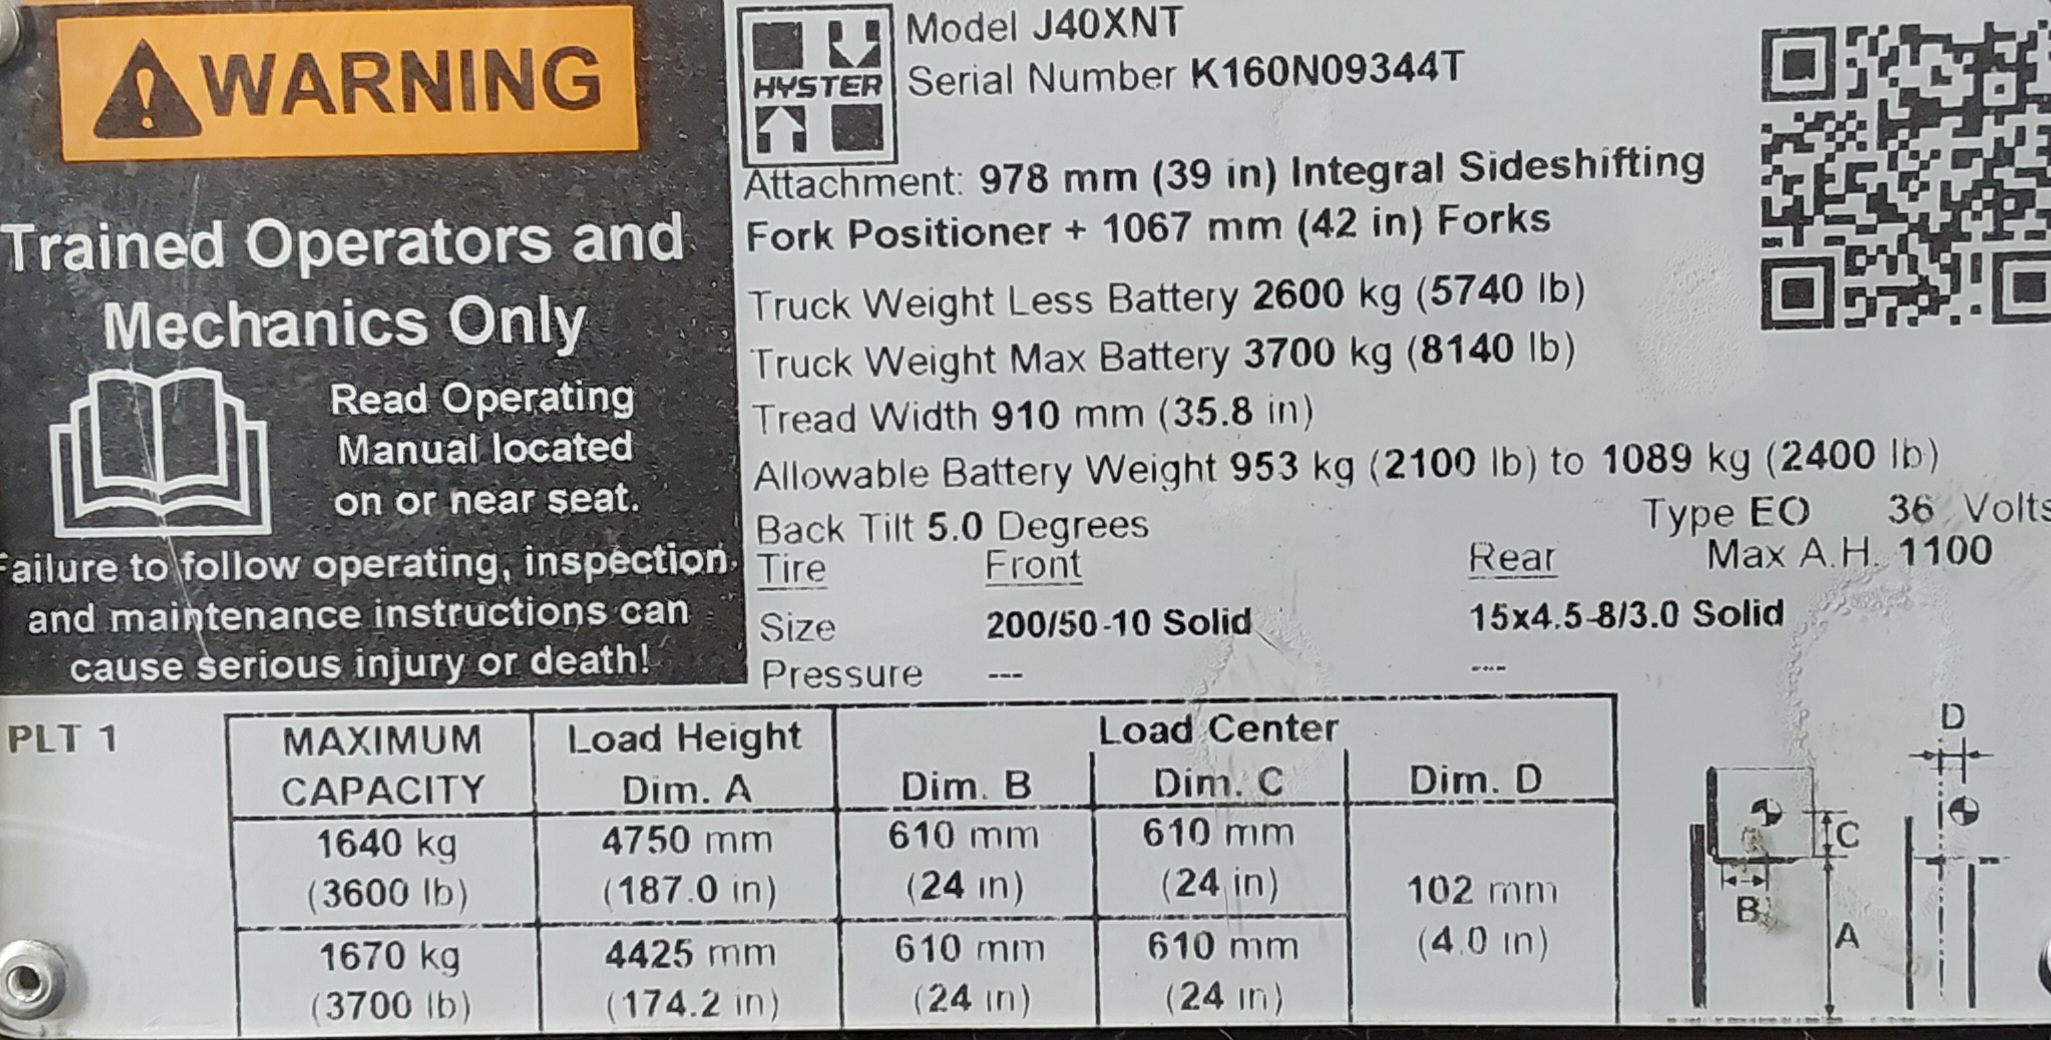 WARNING
Trained Operators and
Mechanics Only
Read Operating
Manual located
on or near seat.
Failure to follow operating, inspection,
and maintenance instructions can
cause serious injury or death!
HYSTER
Model J40XNT
Serial Number K160N09344T
Attachment: 978 mm (39 in) Integral Sideshifting
Fork Positioner + 1067 mm (42 in) Forks
Truck Weight Less Battery 2600 kg (5740 lb)
Truck Weight Max Battery 3700 kg (8140 lb)
Tread Width 910 mm (35.8 in)
Allowable Battery Weight 953 kg (2100 lb) to 1089 kg (2400 lb)
Type EO 36 Volts
Back Tilt 5.0 Degrees
Max A.H. 1100
Tire Front Rear
Size 200/50-10 Solid 15x4.5-8/3.0 Solid
Pressure --- ---
PLT 1
MAXIMUM CAPACITY
Load Height Dim. A
Load Center
Dim. B Dim. C Dim. D
1640 kg 4750 mm 610 mm 610 mm
(3600 lb) (187.0 in) (24 in) (24 in)
102 mm
(4.0 in)
1670 kg 4425 mm 610 mm 610 mm
(3700 lb) (174.2 in) (24 in) (24 in)
D
C
B
A